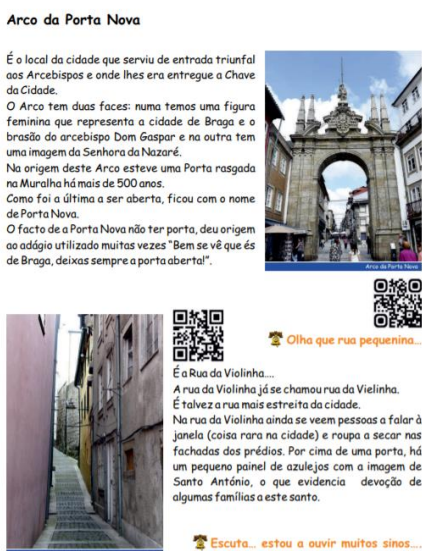 Arco da Porta Nova
É o local da cidade que serviu de entrada triunfal
aos Arcebispos e onde lhes era entregue a Chave
da Cidade.
O Arco tem duas faces: numa temos uma figura
feminina que representa a cidade de Braga e o
brasão do arcebispo Dom Gaspar e na outra tem
uma imagem da Senhora da Nazaré.
Na origem deste Arco esteve uma Porta rasgada
na Muralha há mais de 500 anos.
Como foi a última a ser aberta, ficou com o nome
de Porta Nova.
O facto de a Porta Nova não ter porta, deu origem
ao adágio utilizado muitas vezes "Bem se vê que és
de Braga, deixas sempre a porta aberta!".
Arco da Porta Nova
Olha que rua pequenina...
É a Rua da Violinha....
A rua da Violinha já se chamou rua da Vielinha.
É talvez a rua mais estreita da cidade.
Na rua da Violinha ainda se veem pessoas a falar à
janela (coisa rara na cidade) e roupa a secar nas
fachadas dos prédios. Por cima de uma porta, há
um pequeno painel de azulejos com a imagem de
Santo António, o que evidencia devoção de
algumas famílias a este santo.
Escuta... estou a ouvir muitos sinos....